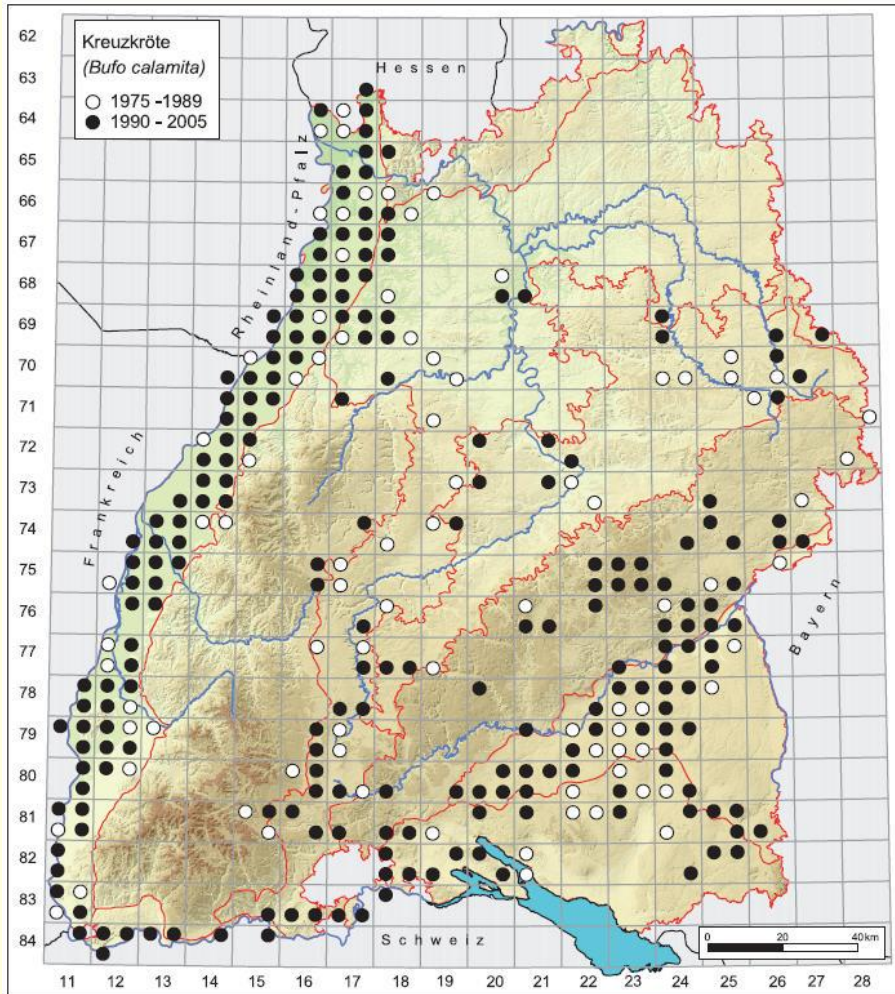 Kreuzkröte
(Bufo calamita)
1975 -1989
1990 - 2005
Hessen
Rheinland-Pfalz
Frankreich
Bayern
Schweiz
62
63
64
65
66
67
68
69
70
71
72
73
74
75
76
77
78
79
80
81
82
83
84
0 20 40 km
11 12 13 14 15 16 17 18 19 20 21 22 23 24 25 26 27 28